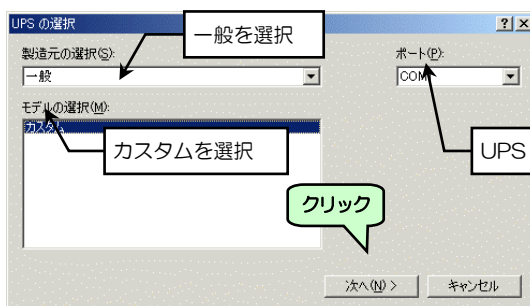 UPS の選択
一般を選択
製造元の選択(S):
一般
ポート(P):
COM
モデルの選択(M):
カスタム
カスタムを選択
UPS
クリック
次へ(N) >
キャンセル